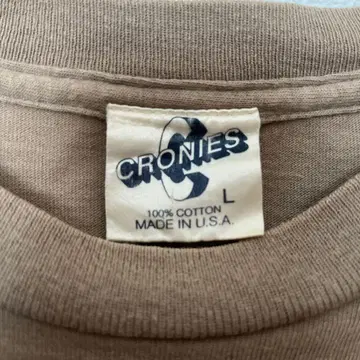 CRONIES
L
100% COTTON
MADE IN U.S.A.